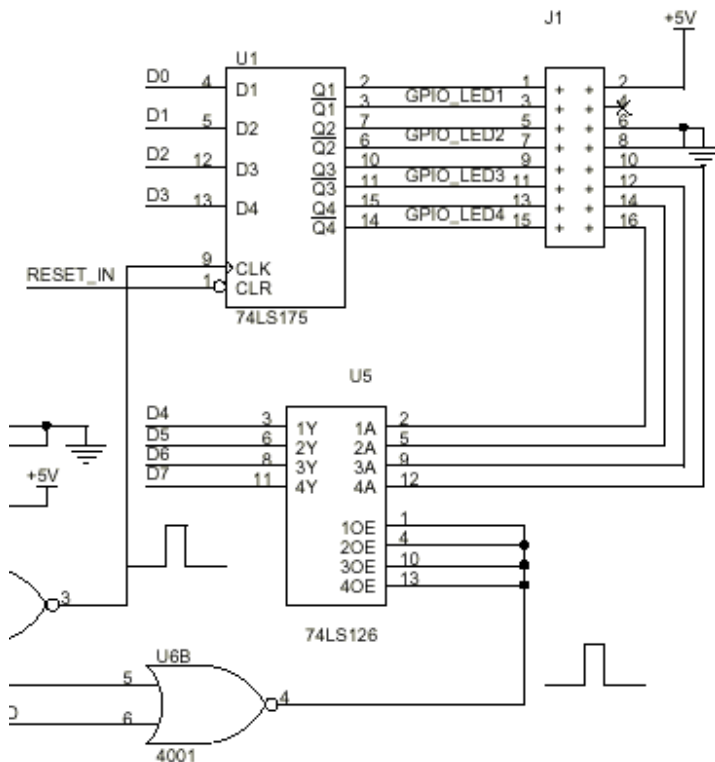 J1
+5V
U1
D0 4 D1 Q1 2 1 + + 2
Q1 3 GPIO_LED1 3 + + 4
D1 5 D2 Q2 7 5 + + 6
Q2 6 GPIO_LED2 7 + + 8
D2 12 D3 Q3 10 9 + + 10
Q3 11 GPIO_LED3 11 + + 12
D3 13 D4 Q4 15 13 + + 14
Q4 14 GPIO_LED4 15 + + 16
9 CLK
RESET_IN 1 CLR
74LS175
U5
D4 3 1Y 1A 2
D5 6 2Y 2A 5
D6 8 3Y 3A 9
D7 11 4Y 4A 12
+5V
1OE 1
2OE 4
3OE 10
4OE 13
3
74LS126
U6B
5
4
6
4001